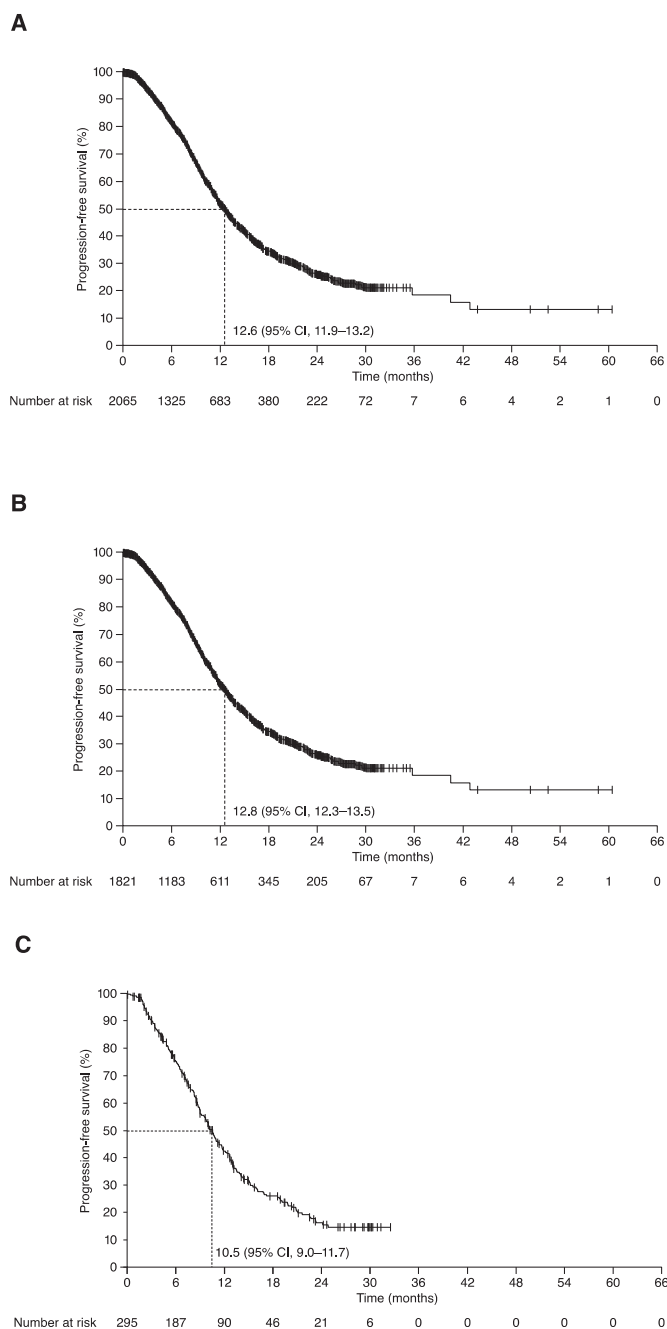 A
100
90
80
70
60
50
40
30
20
10
0
Progression-free survival (%)
12.6 (95% CI, 11.9–13.2)
0 6 12 18 24 30 36 42 48 54 60 66
Time (months)
Number at risk 2065 1325 683 380 222 72 7 6 4 2 1 0
B
100
90
80
70
60
50
40
30
20
10
0
Progression-free survival (%)
12.8 (95% CI, 12.3–13.5)
0 6 12 18 24 30 36 42 48 54 60 66
Time (months)
Number at risk 1821 1183 611 345 205 67 7 6 4 2 1 0
C
100
90
80
70
60
50
40
30
20
10
0
Progression-free survival (%)
10.5 (95% CI, 9.0–11.7)
0 6 12 18 24 30 36 42 48 54 60 66
Time (months)
Number at risk 295 187 90 46 21 6 0 0 0 0 0 0